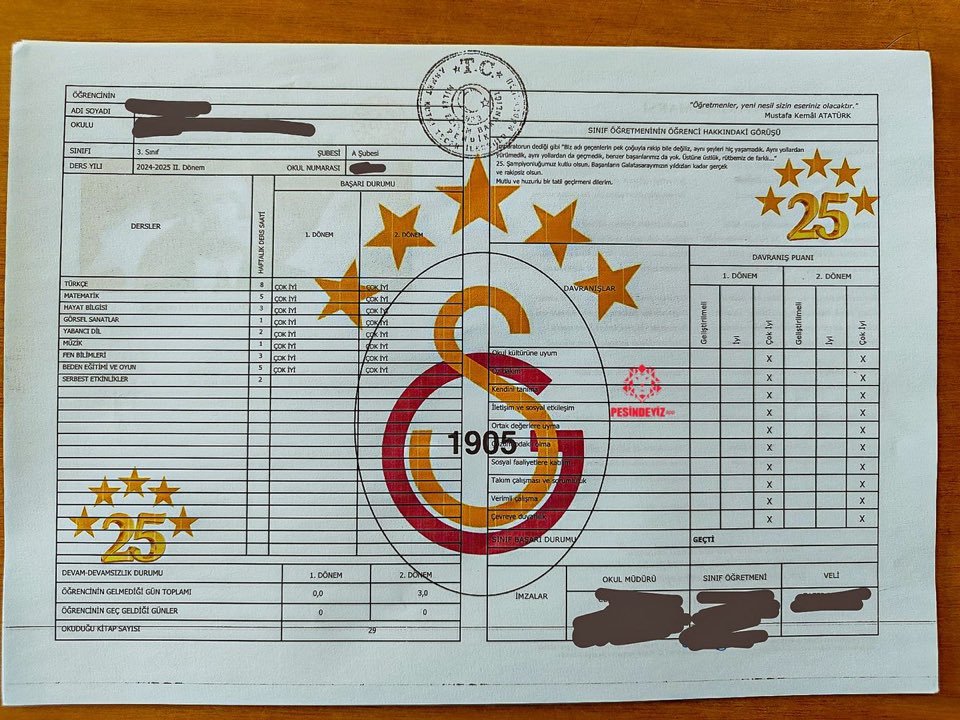 T.C.
ÖĞRENCİNİN
ADI SOYADI
OKULU
SINIFI 3. Sınıf ŞUBESİ A Şubesi
DERS YILI 2024-2025 II. Dönem OKUL NUMARASI
DERSLER
HAFTALIK DERS SAATİ
BAŞARI DURUMU
1. DÖNEM 2. DÖNEM
TÜRKÇE 8 ÇOK İYİ ÇOK İYİ
MATEMATİK 5 ÇOK İYİ ÇOK İYİ
HAYAT BİLGİSİ 3 ÇOK İYİ ÇOK İYİ
GÖRSEL SANATLAR 1 ÇOK İYİ ÇOK İYİ
YABANCI DİL 2 ÇOK İYİ ÇOK İYİ
MÜZİK 1 ÇOK İYİ ÇOK İYİ
FEN BİLİMLERİ 3 ÇOK İYİ ÇOK İYİ
BEDEN EĞİTİMİ VE OYUN 5 ÇOK İYİ ÇOK İYİ
SERBEST ETKİNLİKLER 2
25
DEVAM-DEVAMSIZLIK DURUMU 1. DÖNEM 2. DÖNEM
ÖĞRENCİNİN GELMEDİĞİ GÜN TOPLAMI 0,0 3,0
ÖĞRENCİNİN GEÇ GELDİĞİ GÜNLER 0 0
OKUDUĞU KİTAP SAYISI 29
1905
"Öğretmenler, yeni nesil sizin eseriniz olacaktır."
Mustafa Kemâl ATATÜRK
SINIF ÖĞRETMENİNİN ÖĞRENCİ HAKKINDAKİ GÖRÜŞÜ
İmparatorun dediği gibi "Biz adı geçenlerin pek çoğuyla rakip bile değiliz, aynı şeyleri hiç yaşamadık. Aynı yollardan
yürümedik, aynı yollardan da geçmedik, benzer başarılarımız da yok. Üstüne üstlük, rütbemiz de farklı..."
25. Şampiyonluğumuz kutlu olsun. Başarıların Galatasarayımızın yıldızları kadar gerçek
ve rakipsiz olsun.
Mutlu ve huzurlu bir tatil geçirmeni dilerim.
25
DAVRANIŞLAR
DAVRANIŞ PUANI
1. DÖNEM 2. DÖNEM
Geliştirilmeli İyi Çok İyi Geliştirilmeli İyi Çok İyi
Okul kültürüne uyum X X
Öz bakım X X
Kendini tanıma X X
İletişim ve sosyal etkileşim X X
Ortak değerlere uyma X X
Çözüm odaklı olma X X
Sosyal faaliyetlere katılım X X
Takım çalışması ve sorumluluk X X
Verimli çalışma X X
Çevreye duyarlılık X X
PEŞİNDEYİZ
SINIF BAŞARI DURUMU GEÇTİ
İMZALAR
OKUL MÜDÜRÜ SINIF ÖĞRETMENİ VELİ